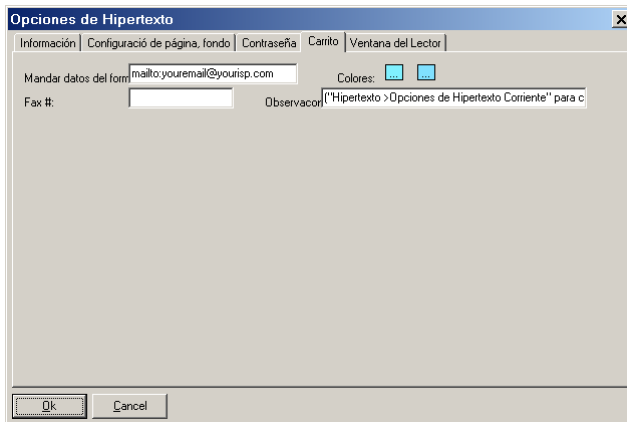 Opciones de Hipertexto
Información Configuració de página, fondo Contraseña Carrito Ventana del Lector
Mandar datos del form mailto:youremail@yourisp.com Colores: ... ...
Fax #: Observacor ("Hipertexto >Opciones de Hipertexto Corriente" para c
Ok Cancel